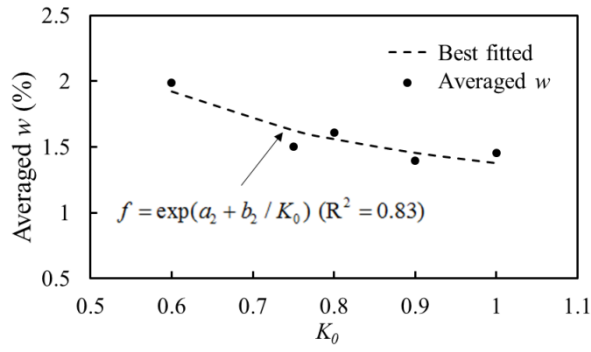 2.5
2
1.5
1
0.5
Averaged w (%)
Best fitted
Averaged w
f = exp(a₂ + b₂ / K₀) (R² = 0.83)
0.5 0.6 0.7 0.8 0.9 1 1.1
K₀